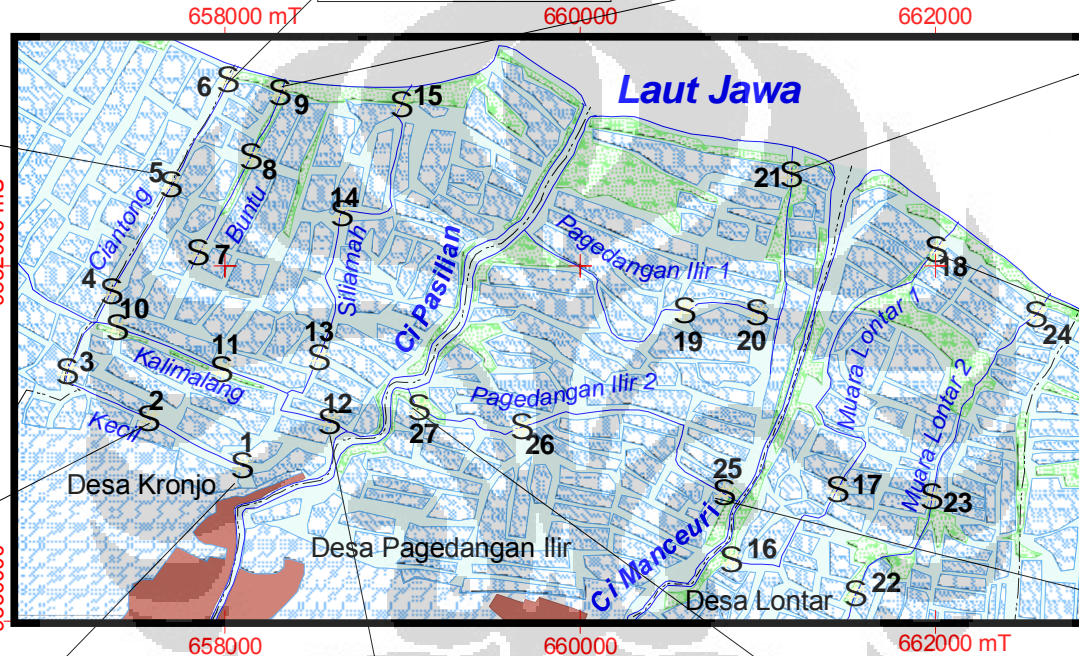 658000 mT
660000
662000
Laut Jawa
6
9
15
5
8
21
14
Ciantong
Buntu
7
Siliamah
Ci Pasilian
Pagedangan Ilir 1
18
4
10
24
13
11
19
20
Muara Lontar 1
3
Kalimalang
Muara Lontar 2
Pagedangan Ilir 2
2
12
27
26
Kecil
1
25
17
23
Desa Kronjo
Ci Manceuri
Desa Pagedangan Ilir
16
22
Desa Lontar
658000
660000
662000 mT